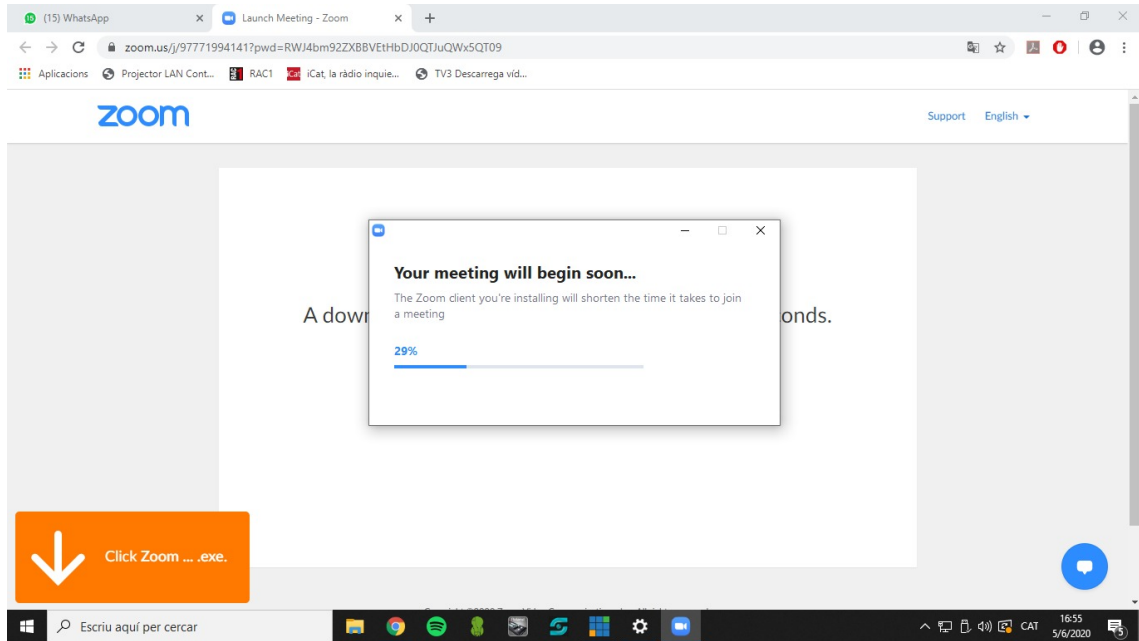 (15) WhatsApp
Launch Meeting - Zoom
zoom.us/j/97771994141?pwd=RWJ4bm92ZXBBVEtHbDJ0QTJuQWx5QT09
Aplicacions
Projector LAN Cont...
RAC1
iCat, la ràdio inquie...
TV3 Descarrega víd...
zoom
Support
English
Your meeting will begin soon...
The Zoom client you're installing will shorten the time it takes to join
a meeting
A dow
onds.
29%
Click Zoom ... .exe.
Escriu aquí per cercar
CAT
16:55
5/6/2020
5